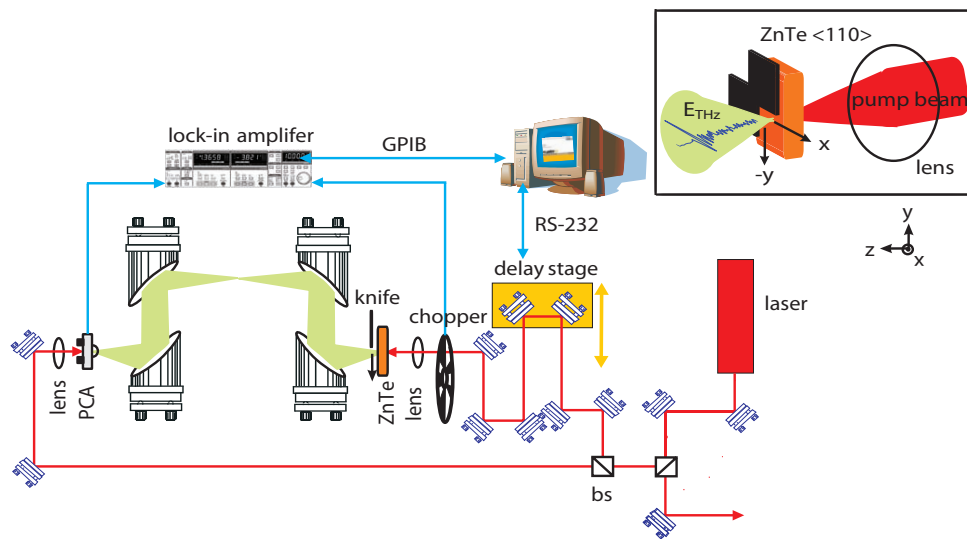 ZnTe <110>
E_THz
pump beam
x
-y
lens
lock-in amplifer
GPIB
RS-232
y
z
x
delay stage
laser
knife
chopper
lens
PCA
ZnTe
lens
bs